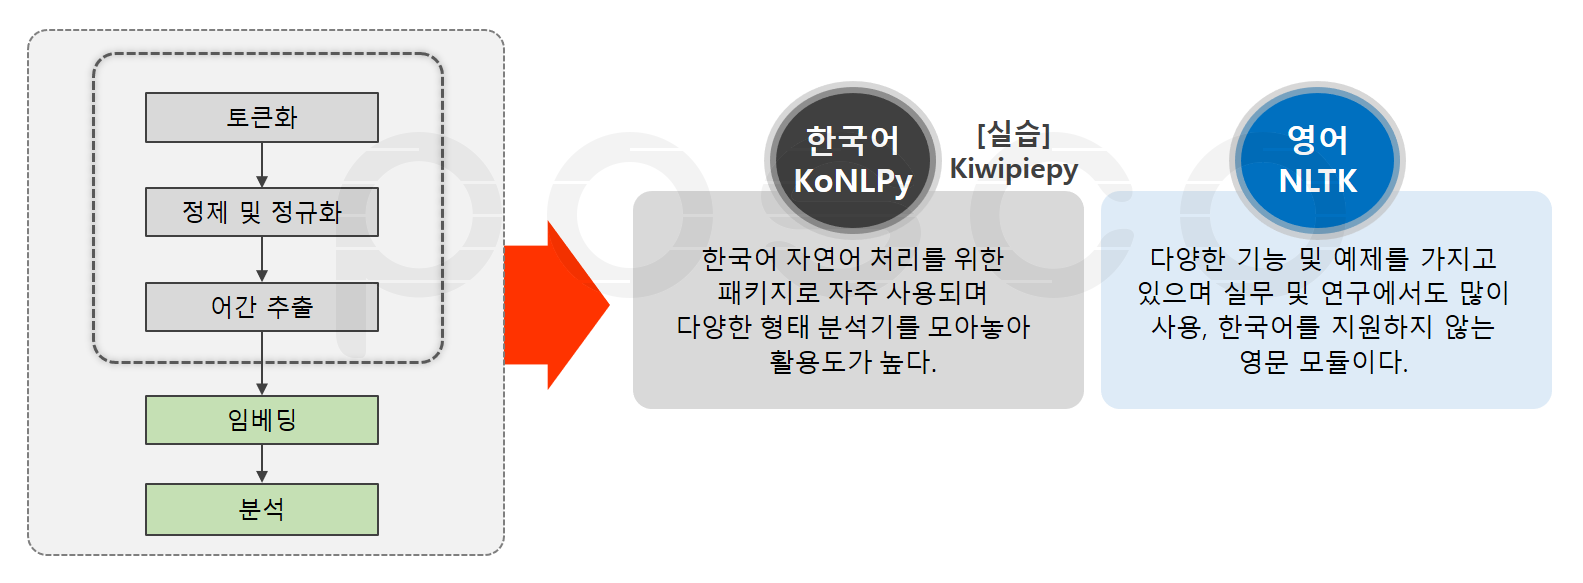 토큰화
정제 및 정규화
어간 추출
임베딩
분석
한국어
KoNLPy
[실습]
Kiwipiepy
한국어 자연어 처리를 위한
패키지로 자주 사용되며
다양한 형태 분석기를 모아놓아
활용도가 높다.
영어
NLTK
다양한 기능 및 예제를 가지고
있으며 실무 및 연구에서도 많이
사용, 한국어를 지원하지 않는
영문 모듈이다.
posco